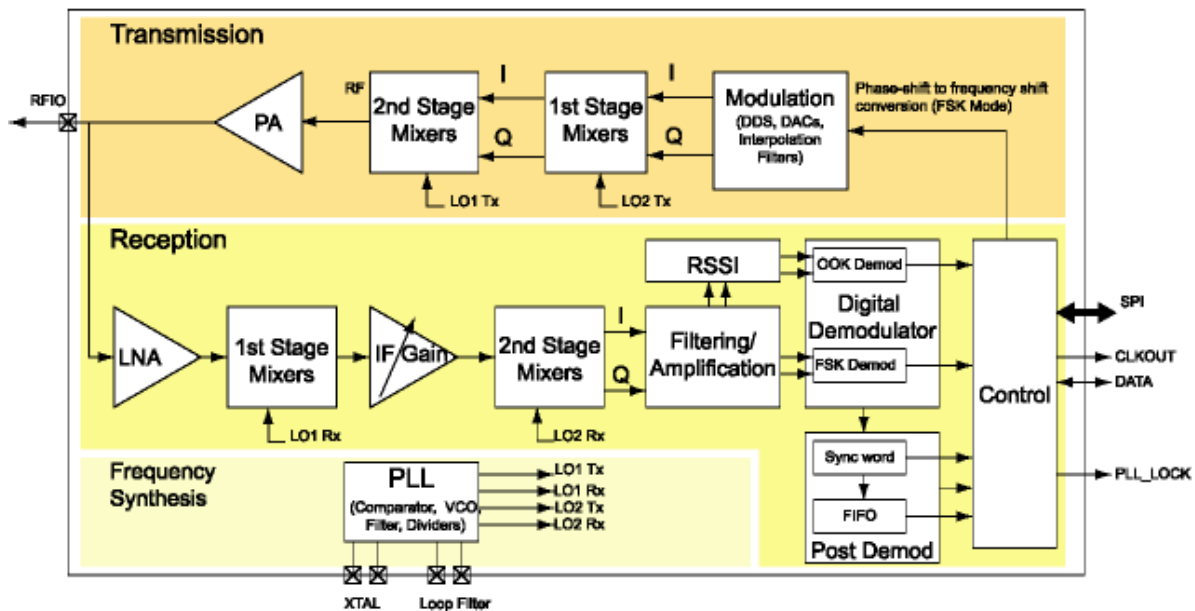 Transmission
RFIO
PA
RF
2nd Stage
Mixers
I
Q
1st Stage
Mixers
I
Q
Modulation
(DDS, DACs,
Interpolation
Filters)
Phase-shift to frequency shift
conversion (FSK Mode)
LO1 Tx
LO2 Tx
Reception
LNA
1st Stage
Mixers
LO1 Rx
IF Gain
2nd Stage
Mixers
LO2 Rx
I
Q
RSSI
Filtering/
Amplification
OOK Demod
Digital
Demodulator
FSK Demod
Sync word
FIFO
Post Demod
Control
SPI
CLKOUT
DATA
PLL_LOCK
Frequency
Synthesis
PLL
(Comparator, VCO,
Filter, Dividers)
LO1 Tx
LO1 Rx
LO2 Tx
LO2 Rx
XTAL
Loop Filter